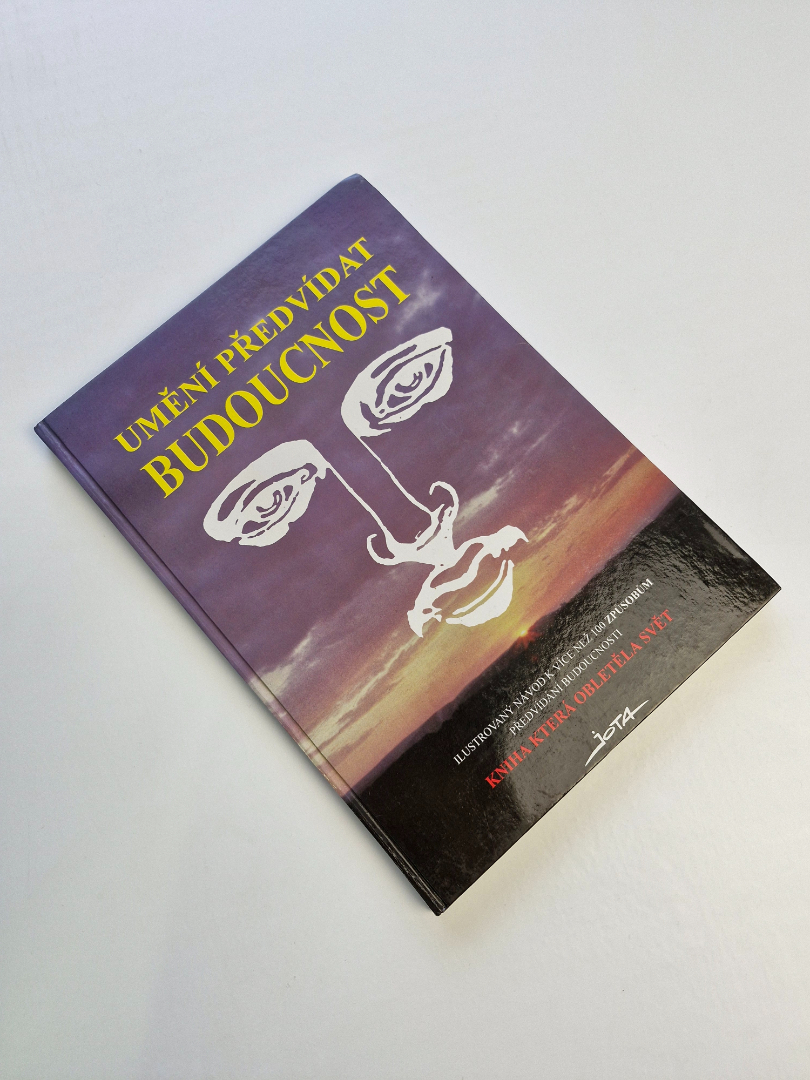 UMĚNÍ PŘEDVÍDAT
BUDOUCNOST
ILUSTROVANÝ NÁVOD K VÍCE NEŽ 100 ZPŮSOBŮM
PŘEDVÍDÁNÍ BUDOUCNOSTI
KNIHA KTERÁ OBLETĚLA SVĚT
JOTA